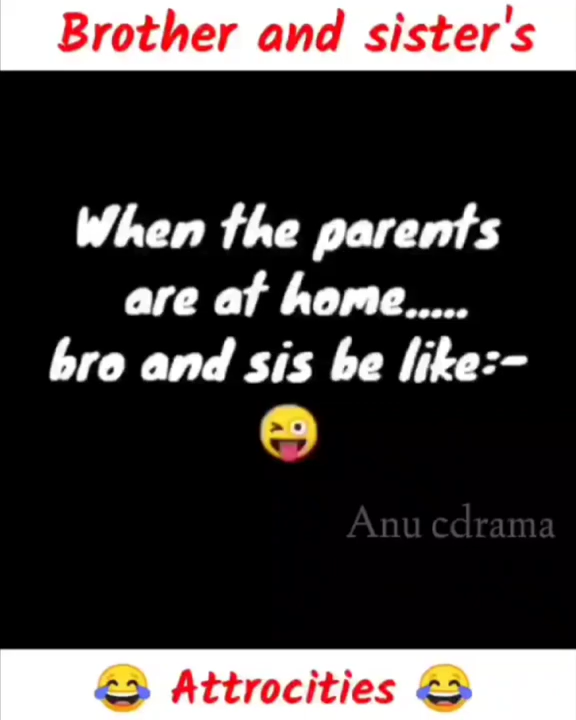 Brother and sister's
When the parents
are at home.....
bro and sis be like:-
😜
Anu cdrama
😂 Attrocities 😂